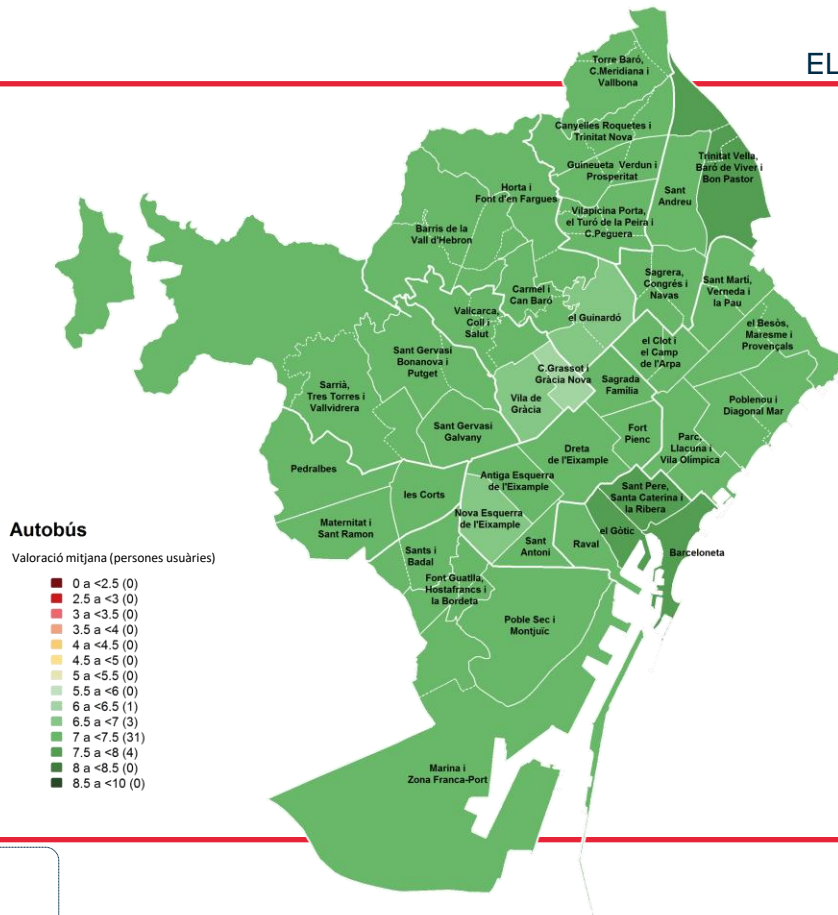 EL
Torre Baró,
C.Meridiana i
Vallbona
Canyelles Roquetes i
Trinitat Nova
Guineueta Verdun i
Prosperitat
Trinitat Vella,
Baró de Viver i
Bon Pastor
Horta i
Font d'en Fargues
Sant
Andreu
Vilapicina Porta,
el Turó de la Peira i
C.Peguera
Barris de la
Vall d'Hebron
Sagrera,
Congrés i
Navas
Sant Martí,
Verneda i
la Pau
Carmel i
Can Baró
Vallcarca,
Coll i
Salut
el Guinardó
el Besòs,
Maresme i
Provençals
Sant Gervasi
Bonanova i
Putget
el Clot i
el Camp
de l'Arpa
C.Grassot i
Gràcia Nova
Sagrada
Família
Sarrià,
Tres Torres i
Vallvidrera
Vila de
Gràcia
Poblenou i
Diagonal Mar
Sant Gervasi
Galvany
Fort
Pienc
Parc,
Llacuna i
Vila Olímpica
Dreta
de l'Eixample
Pedralbes
Antiga Esquerra
de l'Eixample
les Corts
Sant Pere,
Santa Caterina i
la Ribera
Nova Esquerra
de l'Eixample
Maternitat i
Sant Ramon
el Gòtic
Sant
Antoni
Raval
Barceloneta
Sants i
Badal
Font Guatlla,
Hostafrancs i
la Bordeta
Poble Sec i
Montjuïc
Marina i
Zona Franca-Port
Autobús
Valoració mitjana (persones usuàries)
0 a <2.5 (0)
2.5 a <3 (0)
3 a <3.5 (0)
3.5 a <4 (0)
4 a <4.5 (0)
4.5 a <5 (0)
5 a <5.5 (0)
5.5 a <6 (0)
6 a <6.5 (1)
6.5 a <7 (3)
7 a <7.5 (31)
7.5 a <8 (4)
8 a <8.5 (0)
8.5 a <10 (0)